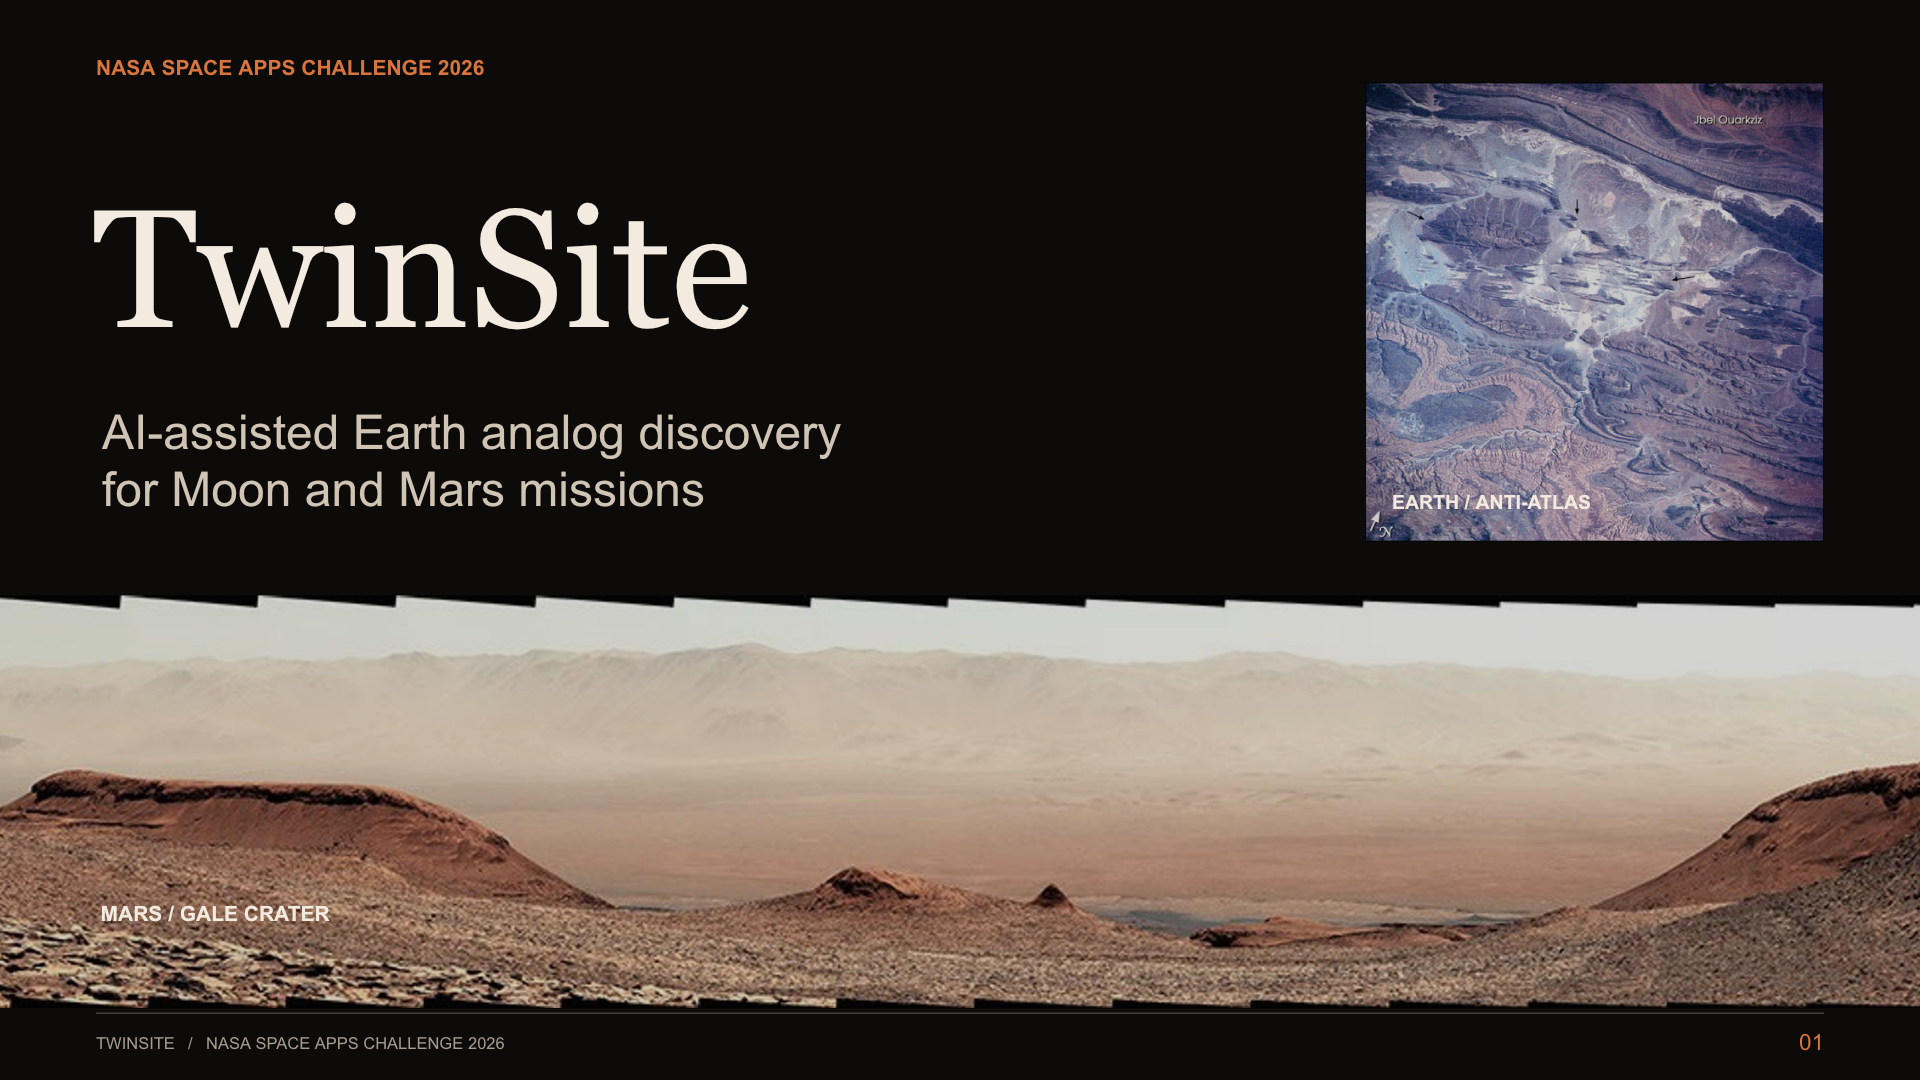 NASA SPACE APPS CHALLENGE 2026
Jbel Ouarkziz
TwinSite
AI-assisted Earth analog discovery
for Moon and Mars missions
EARTH / ANTI-ATLAS
N
MARS / GALE CRATER
TWINSITE / NASA SPACE APPS CHALLENGE 2026
01